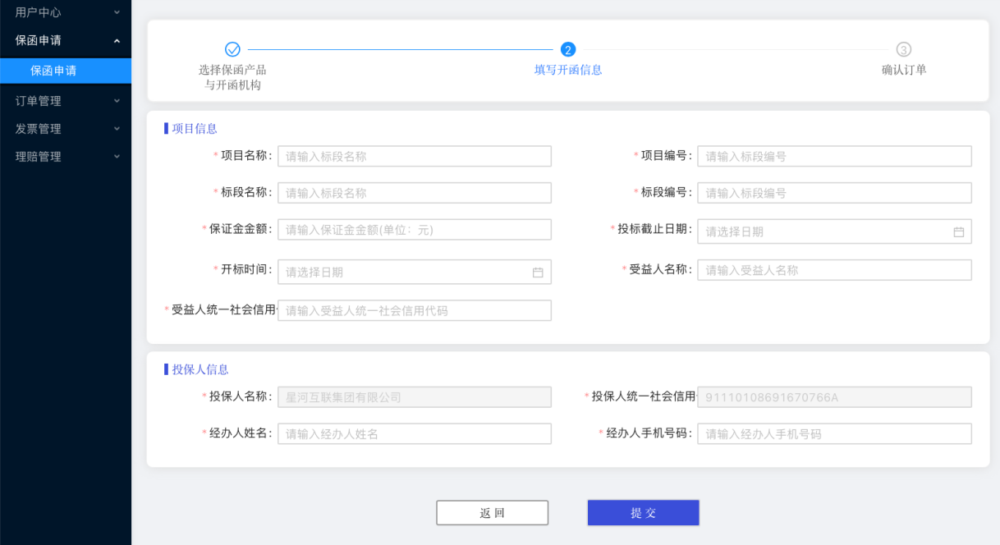 用户中心
保函申请
保函申请
订单管理
发票管理
理赔管理
2
3
选择保函产品
与开函机构
填写开函信息
确认订单
项目信息
*项目名称: 请输入标段名称
*项目编号: 请输入标段编号
*标段名称: 请输入标段名称
*标段编号: 请输入标段编号
*保证金金额: 请输入保证金金额(单位：元)
*投标截止日期: 请选择日期
*开标时间: 请选择日期
*受益人名称: 请输入受益人名称
*受益人统一社会信用 请输入受益人统一社会信用代码
投保人信息
*投保人名称: 星河互联集团有限公司
*投保人统一社会信用 91110108691670766A
*经办人姓名: 请输入经办人姓名
*经办人手机号码: 请输入经办人手机号码
返 回
提 交